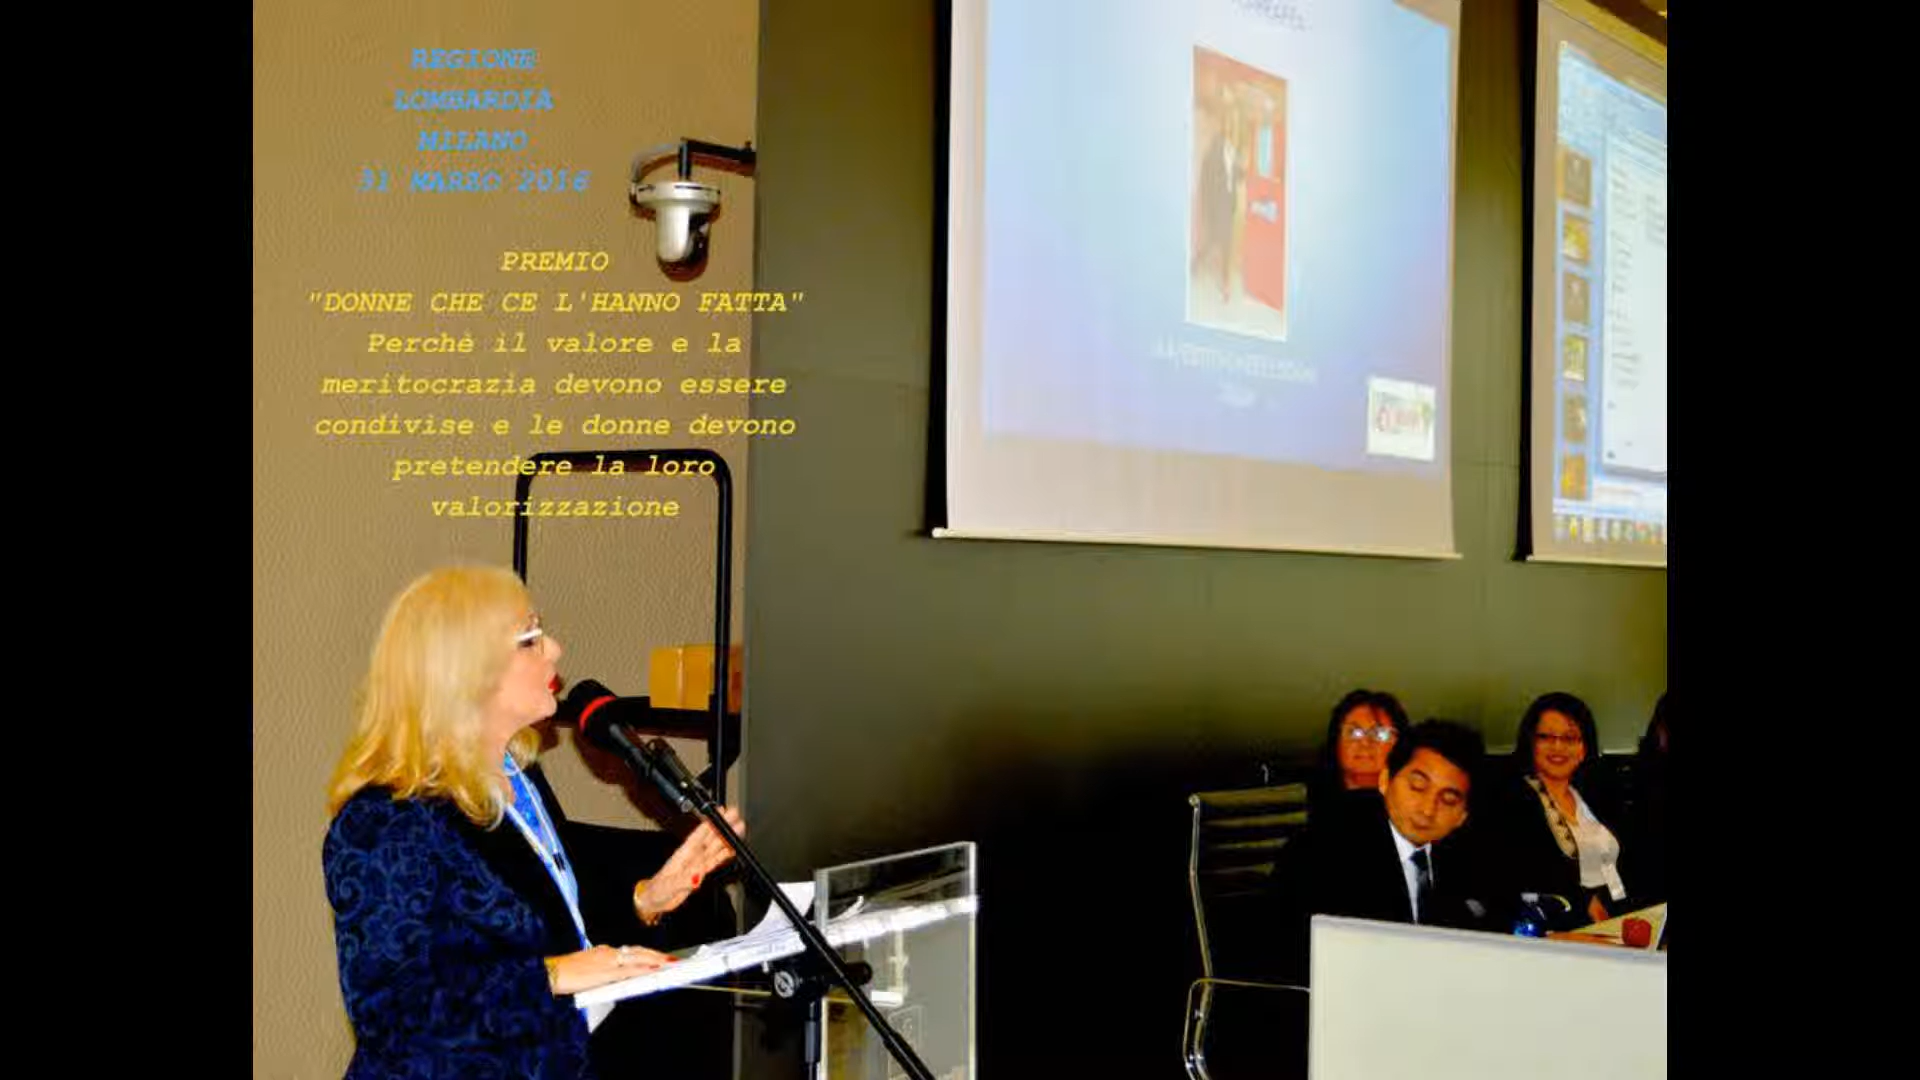 REGIONE
LOMBARDIA
MILANO
31 MARZO 2016
PREMIO
"DONNE CHE CE L'HANNO FATTA"
Perchè il valore e la
meritocrazia devono essere
condivise e le donne devono
pretendere la loro
valorizzazione